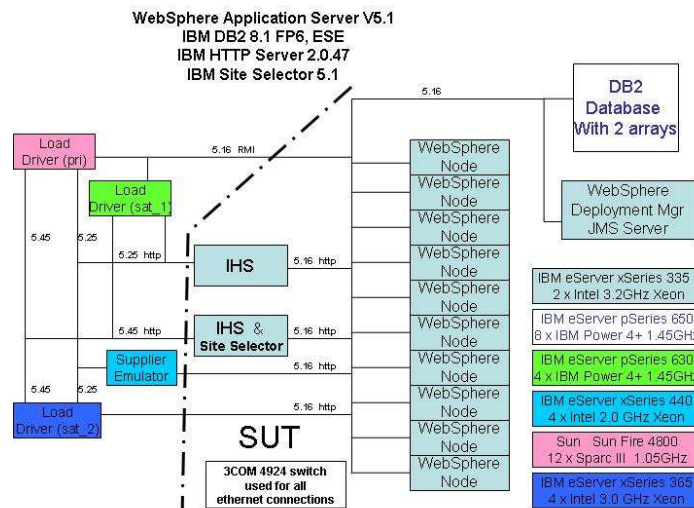 WebSphere Application Server V5.1
IBM DB2 8.1 FP6, ESE
IBM HTTP Server 2.0.47
IBM Site Selector 5.1
5.16
DB2
Database
With 2 arrays
Load
Driver (pri)
5.16 RMI
WebSphere
Node
WebSphere
Node
Load
Driver (sat_1)
WebSphere
Deployment Mgr
JMS Server
WebSphere
Node
5.45
5.25
5.25 http
IHS
5.16 http
WebSphere
Node
WebSphere
Node
IBM eServer xSeries 335
2 x Intel 3.2GHz Xeon
WebSphere
Node
IBM eServer pSeries 650
8 x IBM Power 4+ 1.45GHz
5.45 http
IHS &
Site Selector
5.16 http
WebSphere
Node
IBM eServer pSeries 630
4 x IBM Power 4+ 1.45GHz
Supplier
Emulator
5.16 http
WebSphere
Node
IBM eServer xSeries 440
4 x Intel 2.0 GHz Xeon
5.45
5.25
WebSphere
Node
Load
Driver (sat_2)
5.16 http
SUT
WebSphere
Node
Sun Sun Fire 4800
12 x Sparc III 1.05GHz
3COM 4924 switch
used for all
ethernet connections
WebSphere
Node
IBM eServer xSeries 365
4 x Intel 3.0 GHz Xeon